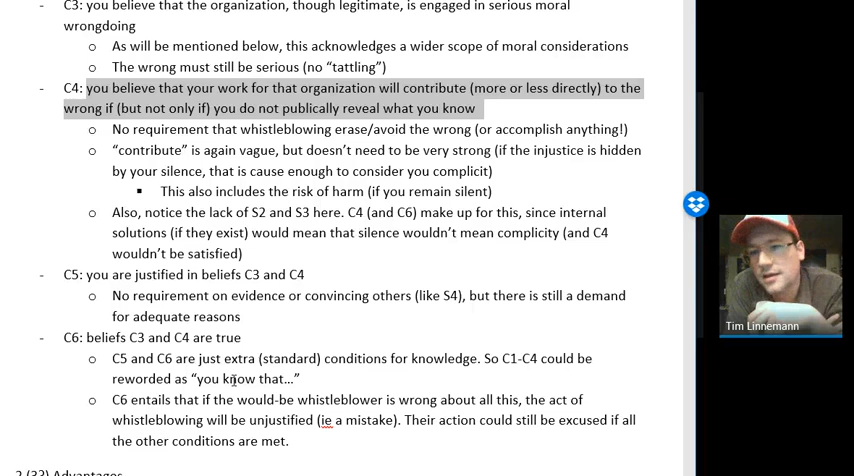 - C3: you believe that the organization, though legitimate, is engaged in serious moral
wrongdoing
o As will be mentioned below, this acknowledges a wider scope of moral considerations
o The wrong must still be serious (no “tattling”)
- C4: you believe that your work for that organization will contribute (more or less directly) to the
wrong if (but not only if) you do not publically reveal what you know
o No requirement that whistleblowing erase/avoid the wrong (or accomplish anything!)
o “contribute” is again vague, but doesn’t need to be very strong (if the injustice is hidden
by your silence, that is cause enough to consider you complicit)
▪ This also includes the risk of harm (if you remain silent)
o Also, notice the lack of S2 and S3 here. C4 (and C6) make up for this, since internal
solutions (if they exist) would mean that silence wouldn’t mean complicity (and C4
wouldn’t be satisfied)
- C5: you are justified in beliefs C3 and C4
o No requirement on evidence or convincing others (like S4), but there is still a demand
for adequate reasons
- C6: beliefs C3 and C4 are true
o C5 and C6 are just extra (standard) conditions for knowledge. So C1-C4 could be
reworded as “you know that…”
o C6 entails that if the would-be whistleblower is wrong about all this, the act of
whistleblowing will be unjustified (ie a mistake). Their action could still be excused if all
the other conditions are met.
2 (33) Advantages
Tim Linnemann